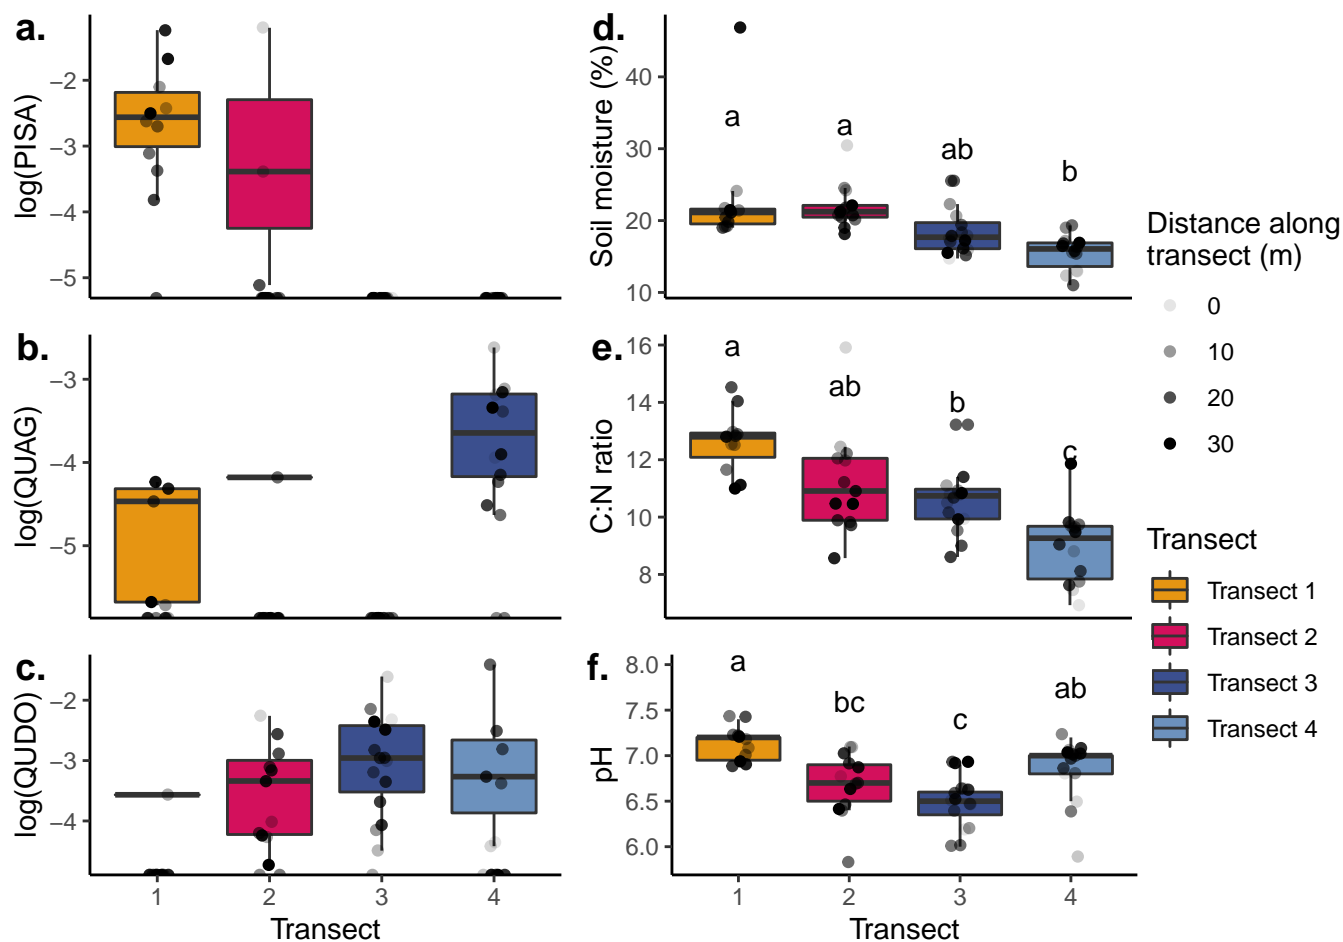 a.
log(PISA)
−2
−3
−4
−5
b.
log(QUAG)
−3
−4
−5
c.
log(QUDO)
−2
−3
−4
1 2 3 4
Transect
d.
Soil moisture (%)
40
30
20
10
a a ab b
e.
C:N ratio
16
14
12
10
8
a ab b c
f.
pH
8.0
7.5
7.0
6.5
6.0
a bc c ab
1 2 3 4
Transect
Distance along
transect (m)
0
10
20
30
Transect
Transect 1
Transect 2
Transect 3
Transect 4